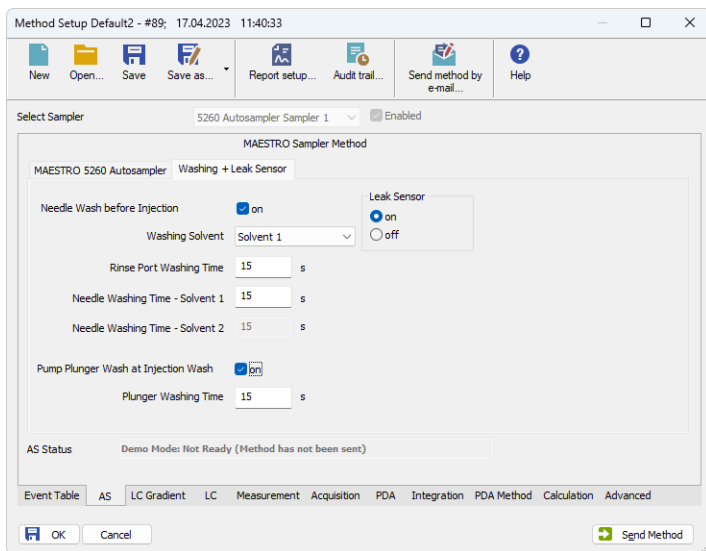 Method Setup Default2 - #89; 17.04.2023 11:40:33
New Open... Save Save as... Report setup... Audit trail... Send method by e-mail... Help
Select Sampler 5260 Autosampler Sampler 1 Enabled
MAESTRO Sampler Method
MAESTRO 5260 Autosampler Washing + Leak Sensor
Leak Sensor
Needle Wash before Injection on on
Washing Solvent Solvent 1 off
Rinse Port Washing Time 15 s
Needle Washing Time - Solvent 1 15 s
Needle Washing Time - Solvent 2 15 s
Pump Plunger Wash at Injection Wash on
Plunger Washing Time 15 s
AS Status Demo Mode: Not Ready (Method has not been sent)
Event Table AS LC Gradient LC Measurement Acquisition PDA Integration PDA Method Calculation Advanced
OK Cancel Send Method